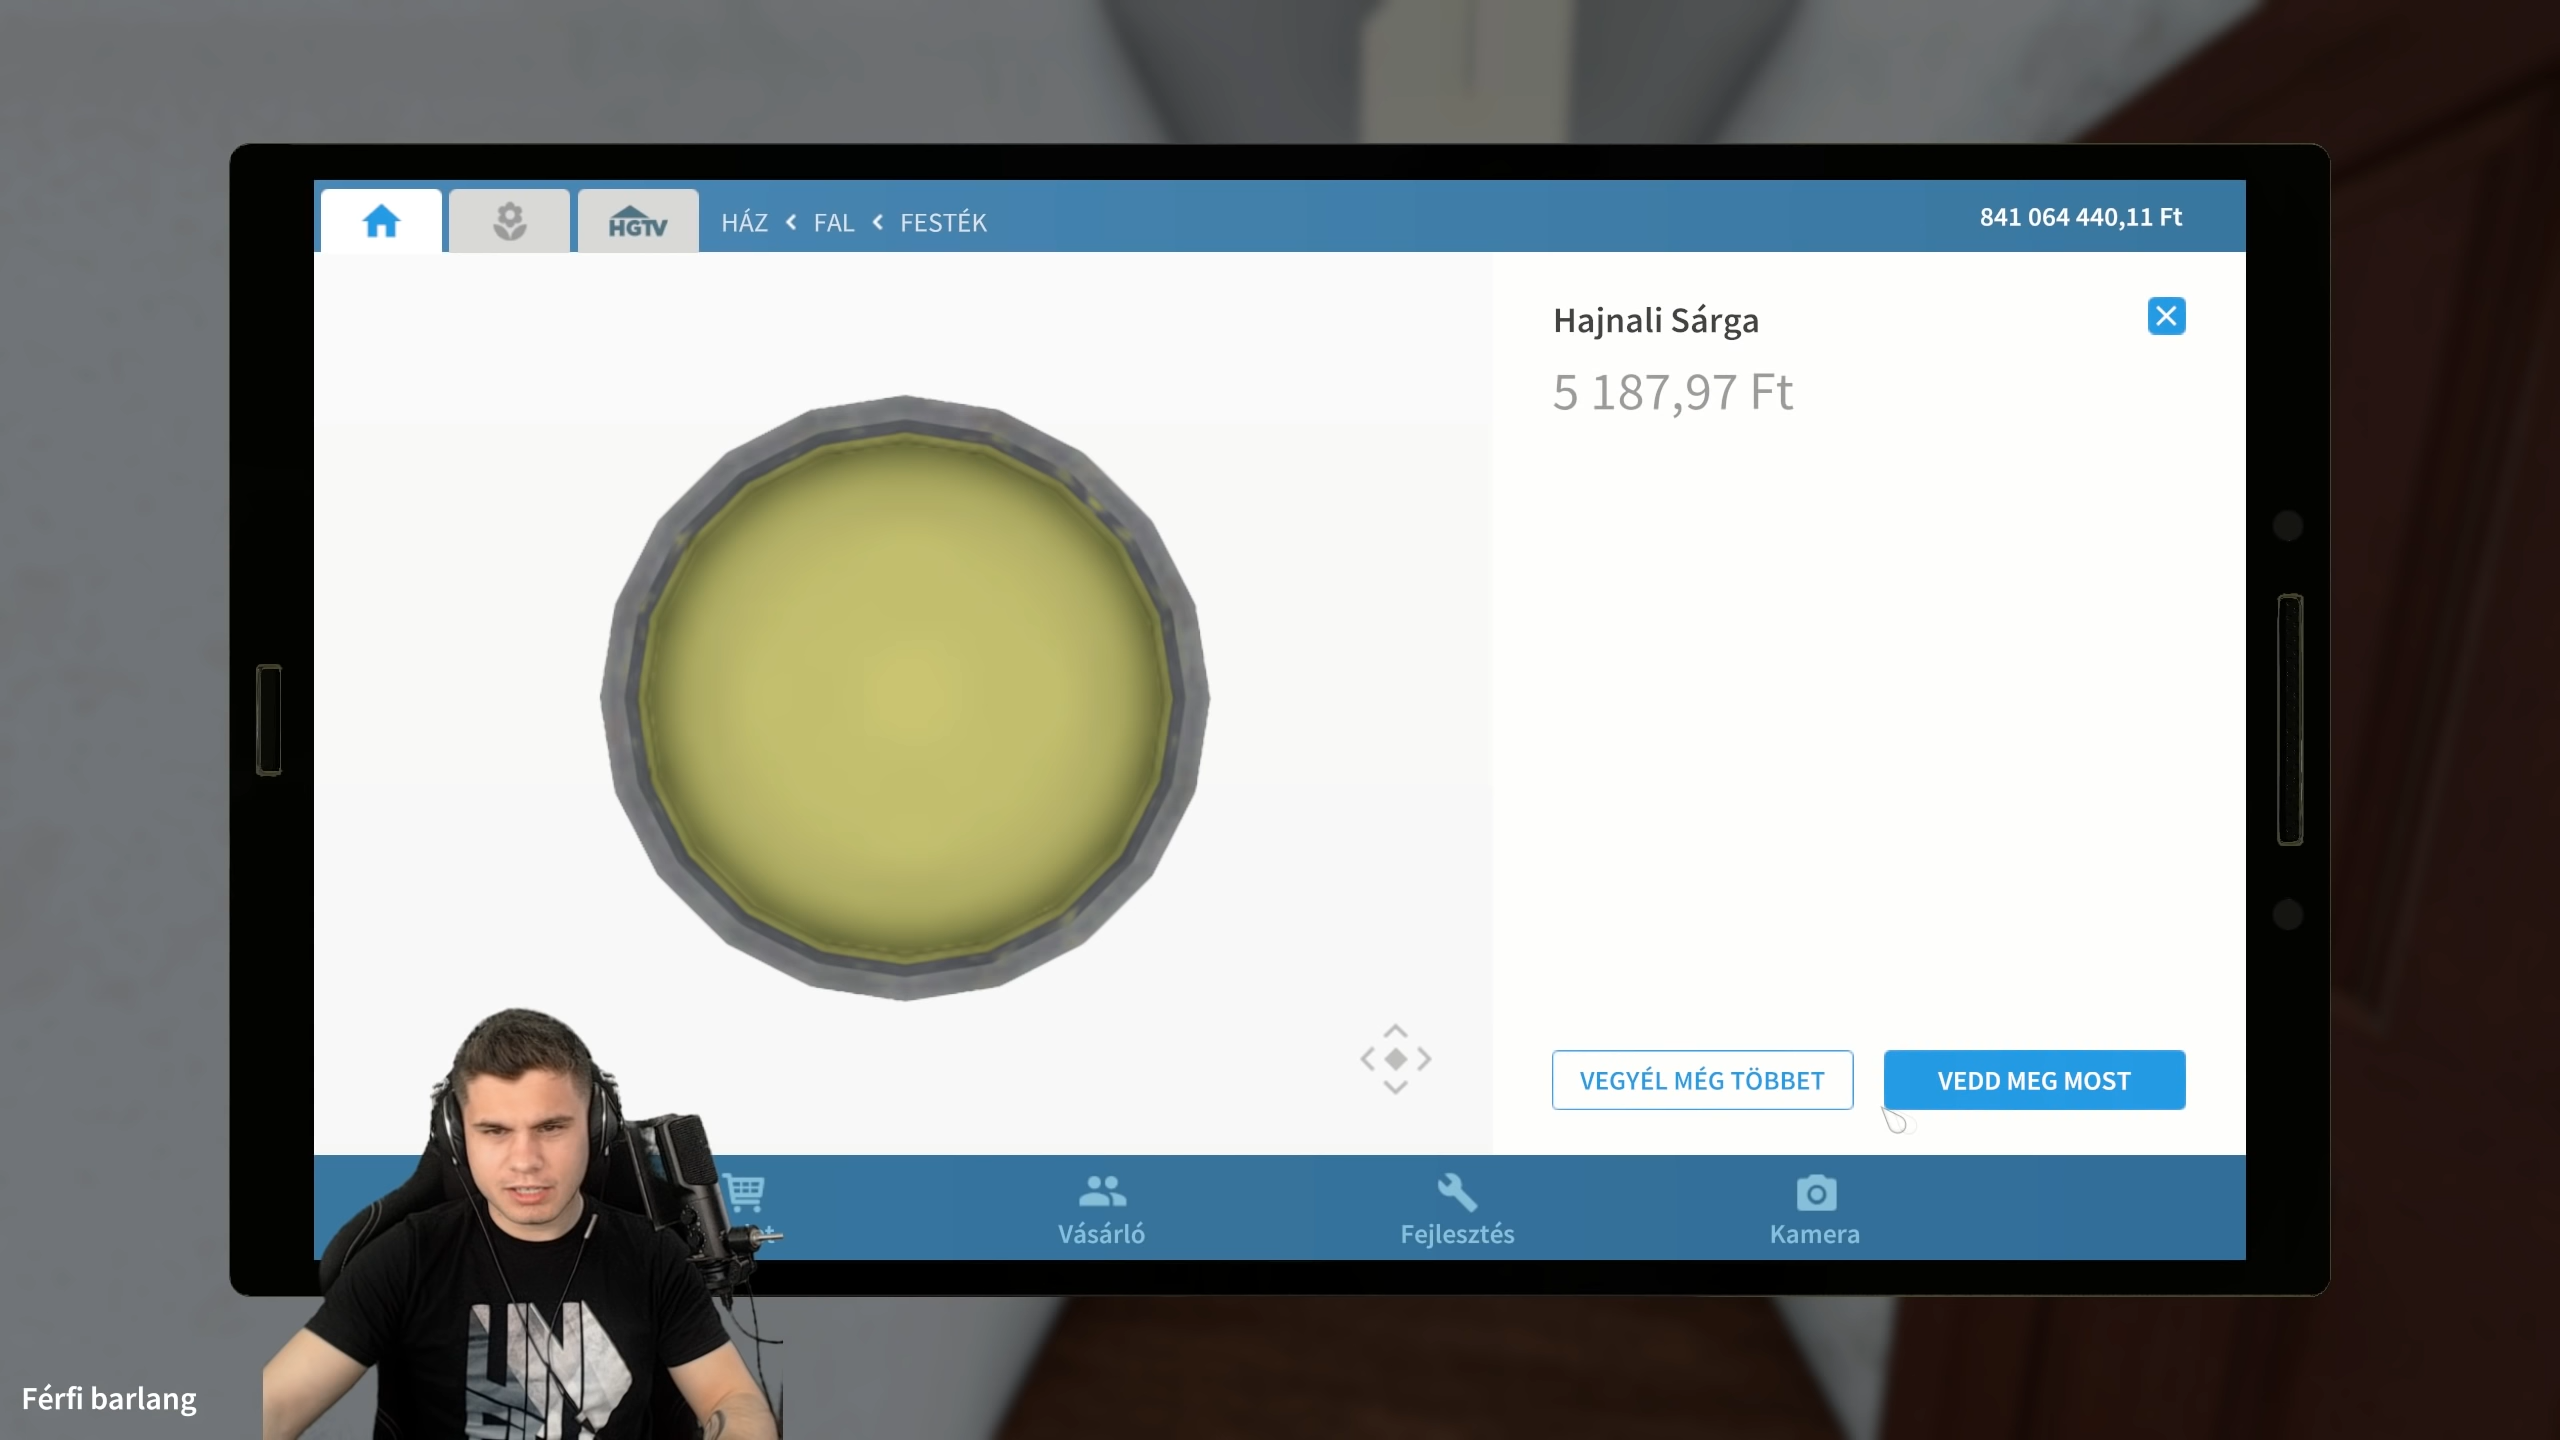 HGTV
HÁZ < FAL < FESTÉK
841 064 440,11 Ft
Hajnali Sárga
5 187,97 Ft
VEGYÉL MÉG TÖBBET
VEDD MEG MOST
Vásárló
Fejlesztés
Kamera
Férfi barlang